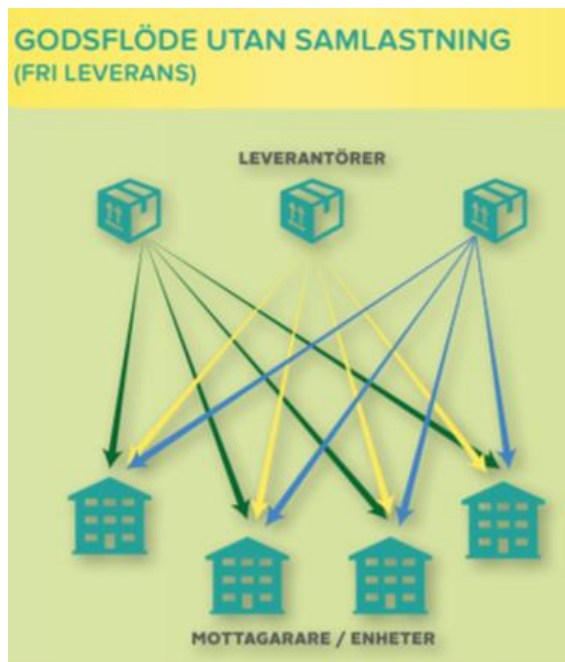 GODSFLÖDE UTAN SAMLASTNING
(FRI LEVERANS)
LEVERANTÖRER
MOTTAGARARE / ENHETER